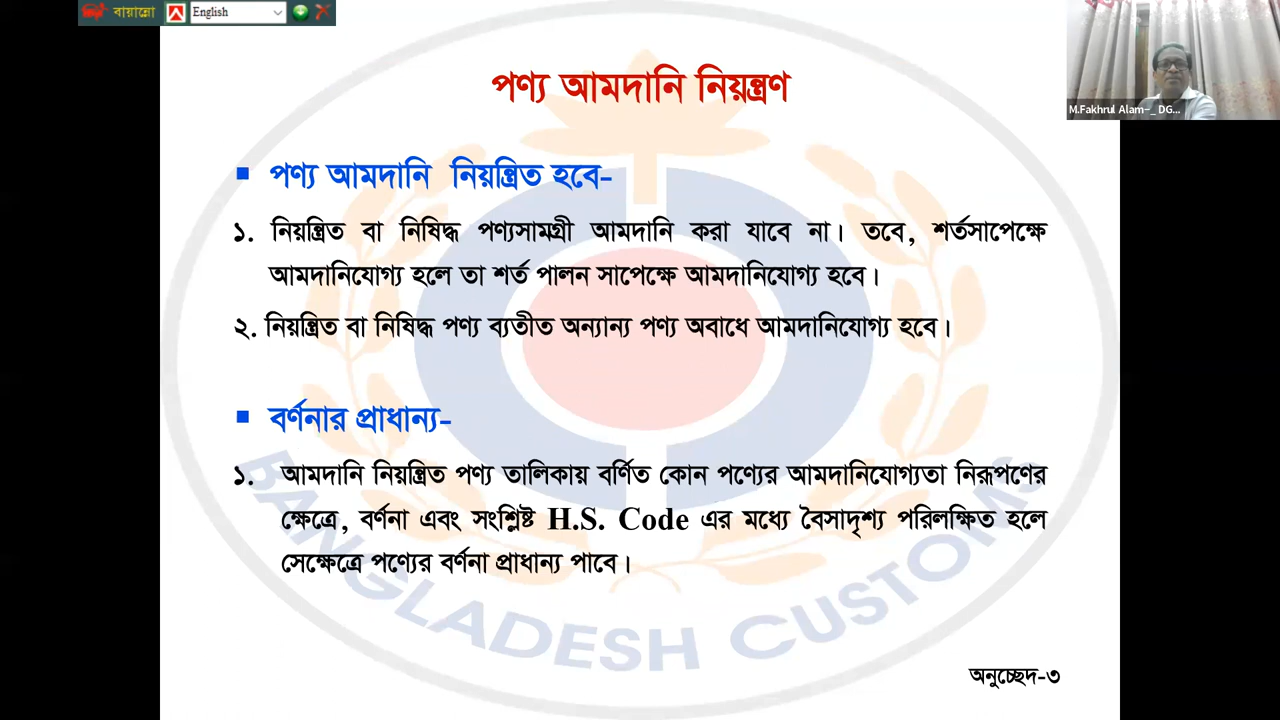 বায়ান্নো
English
M.Fakhrul Alam~_ DG...
পণ্য আমদানি নিয়ন্ত্রণ
পণ্য আমদানি নিয়ন্ত্রিত হবে-
১. নিয়ন্ত্রিত বা নিষিদ্ধ পণ্যসামগ্রী আমদানি করা যাবে না। তবে, শর্তসাপেক্ষে
আমদানিযোগ্য হলে তা শর্ত পালন সাপেক্ষে আমদানিযোগ্য হবে।
২. নিয়ন্ত্রিত বা নিষিদ্ধ পণ্য ব্যতীত অন্যান্য পণ্য অবাধে আমদানিযোগ্য হবে।
বর্ণনার প্রাধান্য-
১. আমদানি নিয়ন্ত্রিত পণ্য তালিকায় বর্ণিত কোন পণ্যের আমদানিযোগ্যতা নিরূপণের
ক্ষেত্রে, বর্ণনা এবং সংশ্লিষ্ট H.S. Code এর মধ্যে বৈসাদৃশ্য পরিলক্ষিত হলে
সেক্ষেত্রে পণ্যের বর্ণনা প্রাধান্য পাবে।
BANGLADESH CUSTOMS
অনুচ্ছেদ-৩